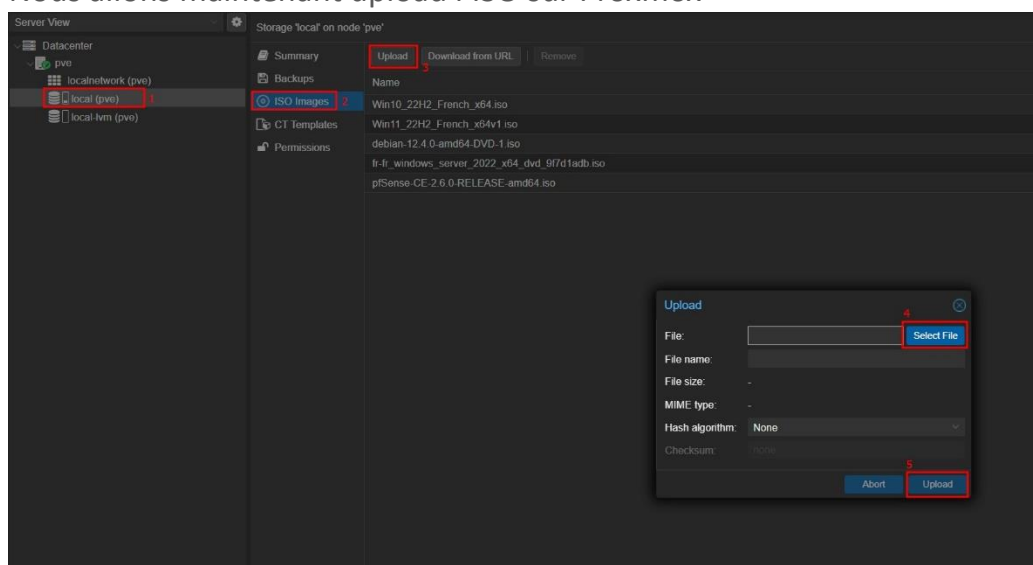 Nous allons maintenant upload l'ISO sur Proxmox.
Server View
Storage 'local' on node 'pve'
Datacenter
pve
localnetwork (pve)
local (pve) 1
local-lvm (pve)
Summary
Backups
ISO Images 2
CT Templates
Permissions
Upload Download from URL Remove
3
Name
Win10_22H2_French_x64.iso
Win11_22H2_French_x64v1.iso
debian-12.4.0-amd64-DVD-1.iso
fr-fr_windows_server_2022_x64_dvd_9f7d1adb.iso
pfSense-CE-2.6.0-RELEASE-amd64.iso
Upload
4
File: Select File
File name:
File size: -
MIME type: -
Hash algorithm: None
Checksum: none
5
Abort Upload